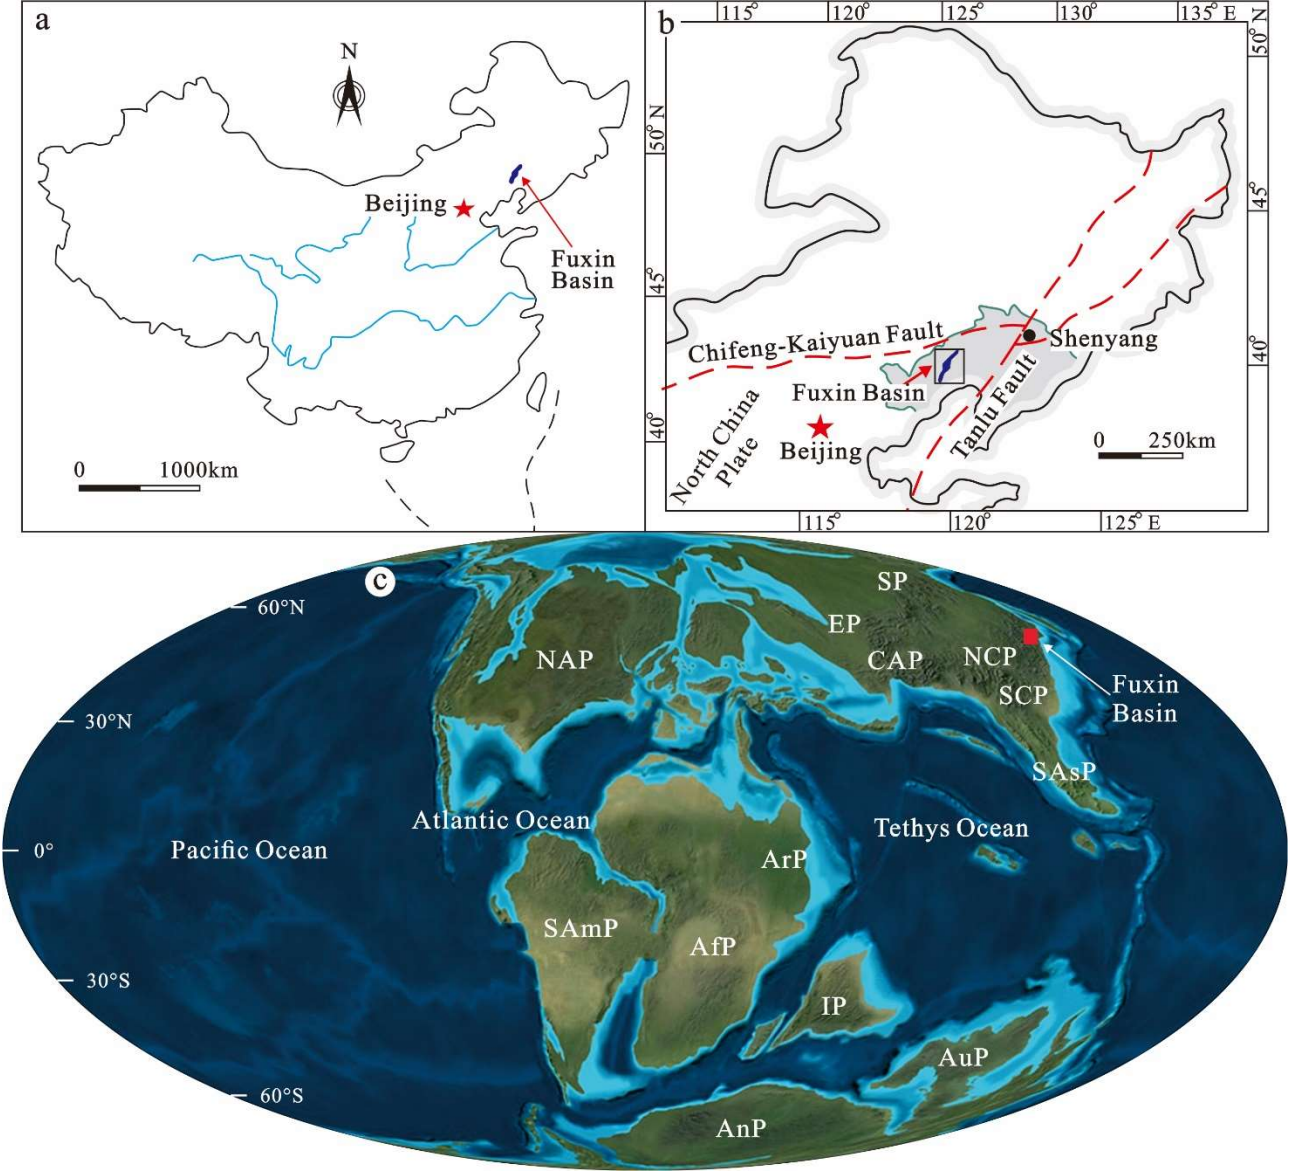 a
N
Beijing
Fuxin
Basin
0 1000km
50° N
45°
40°
b
115° 120° 125° 130° 135° E
50° N
45°
40°
Chifeng-Kaiyuan Fault
Shenyang
Fuxin Basin
Tanlu Fault
Beijing
North China
Plate
0 250km
115° 120° 125° E
c
60°N
30°N
0°
30°S
60°S
SP
EP
NAP
CAP
NCP
SCP
Fuxin
Basin
SAsP
Atlantic Ocean
Pacific Ocean
Tethys Ocean
ArP
SAmP
AfP
IP
AuP
AnP